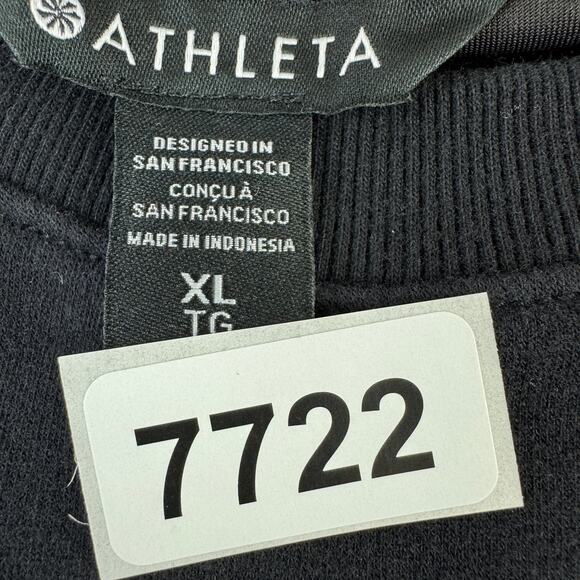 ATHLETA
DESIGNED IN
SAN FRANCISCO
CONÇU À
SAN FRANCISCO
MADE IN INDONESIA
XL
TG
7722